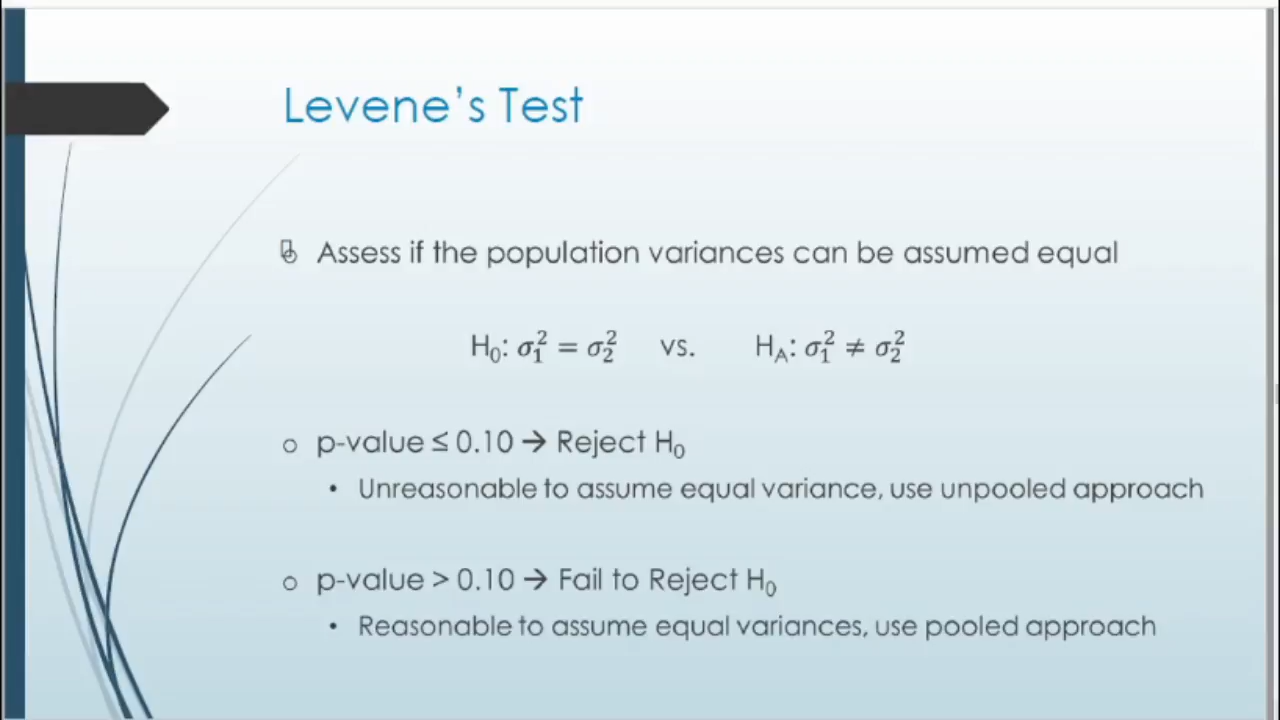 Levene's Test
Assess if the population variances can be assumed equal
H₀: σ₁² = σ₂² vs. H_A: σ₁² ≠ σ₂²
o p-value ≤ 0.10 → Reject H₀
• Unreasonable to assume equal variance, use unpooled approach
o p-value > 0.10 → Fail to Reject H₀
• Reasonable to assume equal variances, use pooled approach